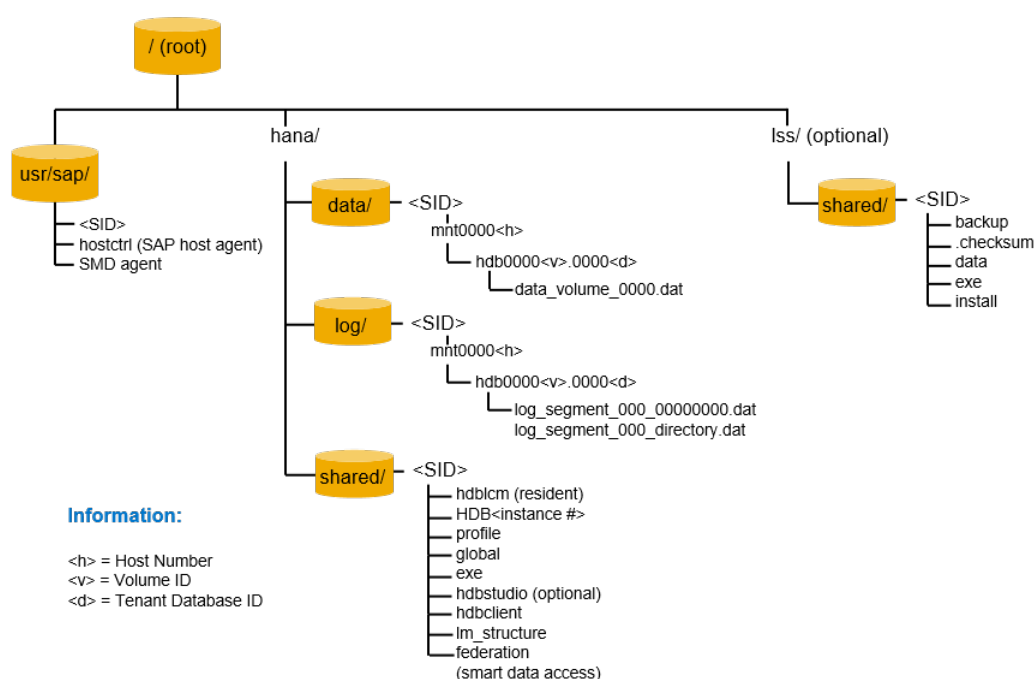 / (root)
usr/sap/
<SID>
hostctrl (SAP host agent)
SMD agent
hana/
data/
<SID>
mnt0000<h>
hdb0000<v>.0000<d>
data_volume_0000.dat
log/
<SID>
mnt0000<h>
hdb0000<v>.0000<d>
log_segment_000_00000000.dat
log_segment_000_directory.dat
shared/
<SID>
hdblcm (resident)
HDB<instance #>
profile
global
exe
hdbstudio (optional)
hdbclient
lm_structure
federation
(smart data access)
lss/ (optional)
shared/
<SID>
backup
.checksum
data
exe
install
Information:
<h> = Host Number
<v> = Volume ID
<d> = Tenant Database ID